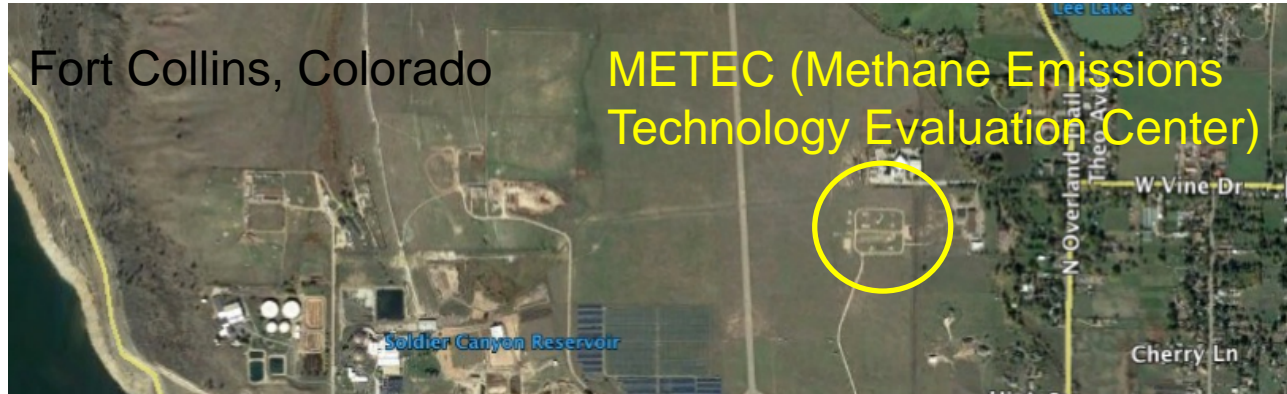 Lee Lake
Fort Collins, Colorado
METEC (Methane Emissions
Technology Evaluation Center)
N Overland Trail
Theo Ave
W Vine Dr
Soldier Canyon Reservoir
Cherry Ln